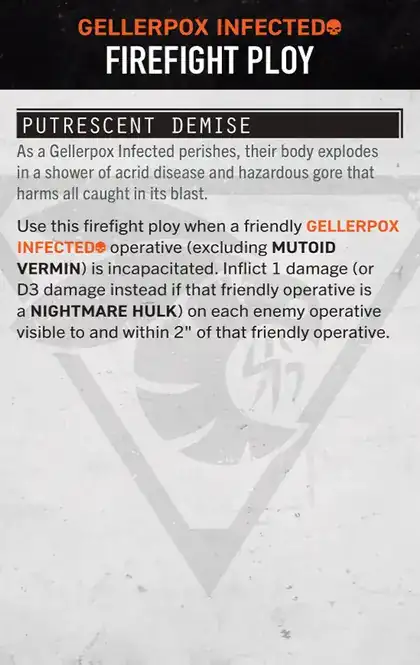 GELLERPOX INFECTED
FIREFIGHT PLOY
PUTRESCENT DEMISE
As a Gellerpox Infected perishes, their body explodes
in a shower of acrid disease and hazardous gore that
harms all caught in its blast.
Use this firefight ploy when a friendly GELLERPOX
INFECTED operative (excluding MUTOID
VERMIN) is incapacitated. Inflict 1 damage (or
D3 damage instead if that friendly operative is
a NIGHTMARE HULK) on each enemy operative
visible to and within 2" of that friendly operative.